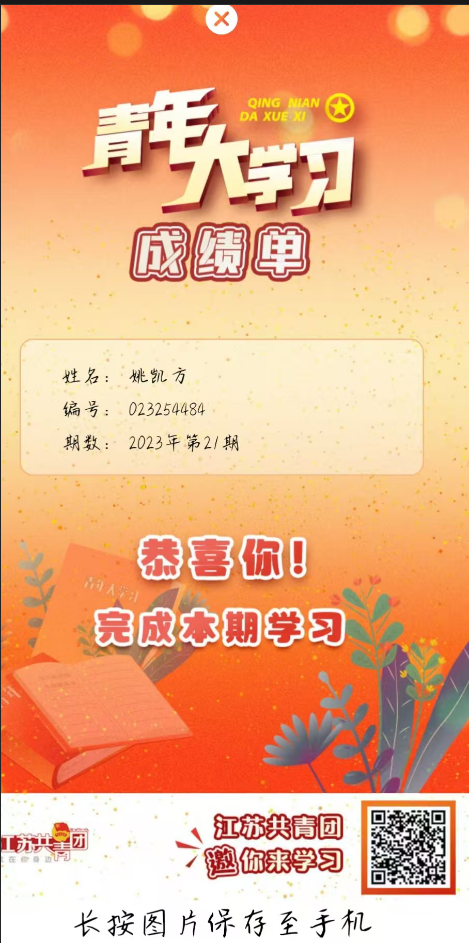 QING NIAN
DA XUE XI
青年大学习
成绩单
姓名： 姚凯方
编号： 023254484
期数： 2023年第21期
恭喜你！
完成本期学习
青年大学习
江苏共青团
江苏共青团
邀你来学习
长按图片保存至手机